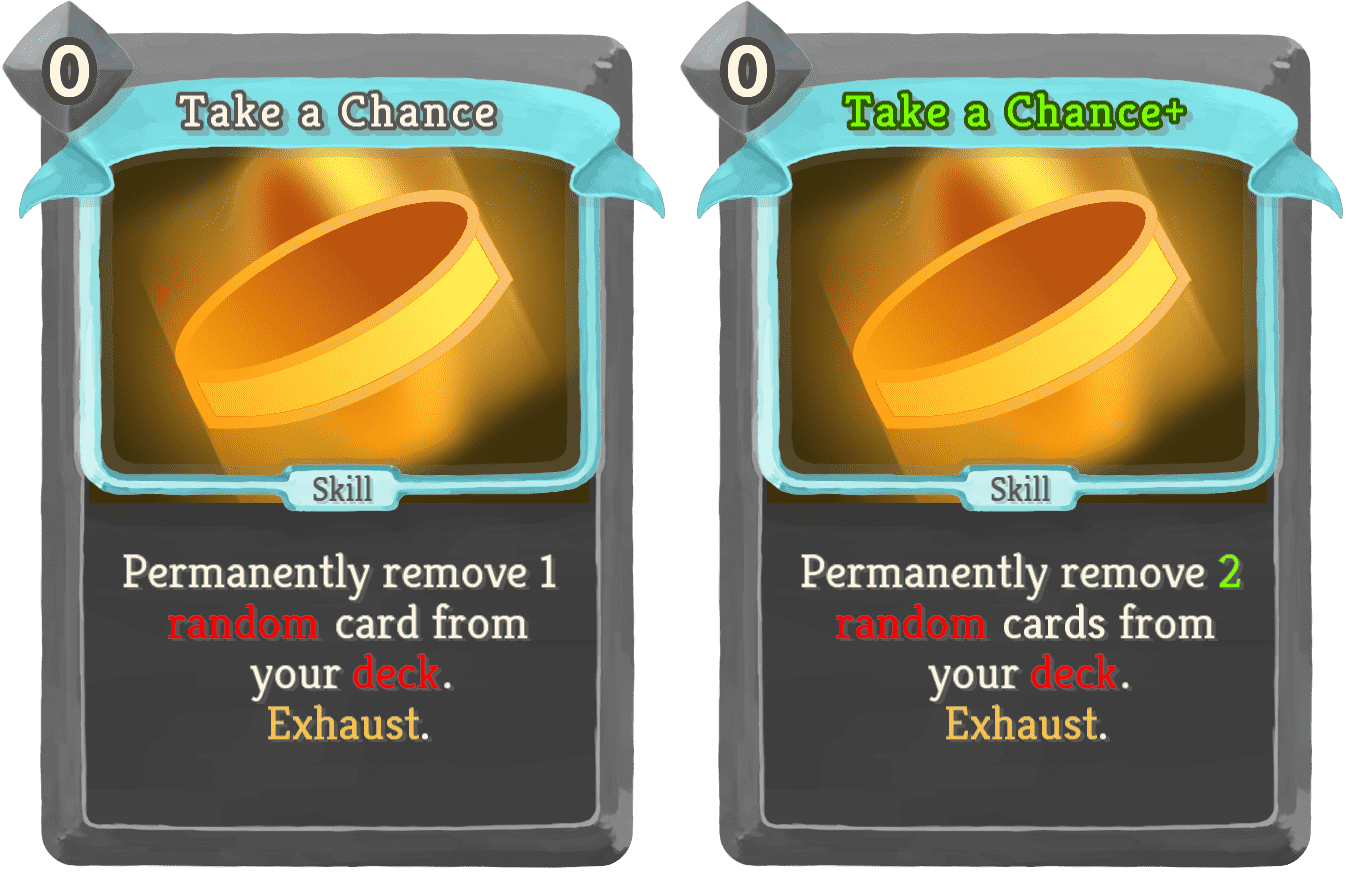 0
Take a Chance
Skill
Permanently remove 1
random card from
your deck.
Exhaust.
0
Take a Chance+
Skill
Permanently remove 2
random cards from
your deck.
Exhaust.